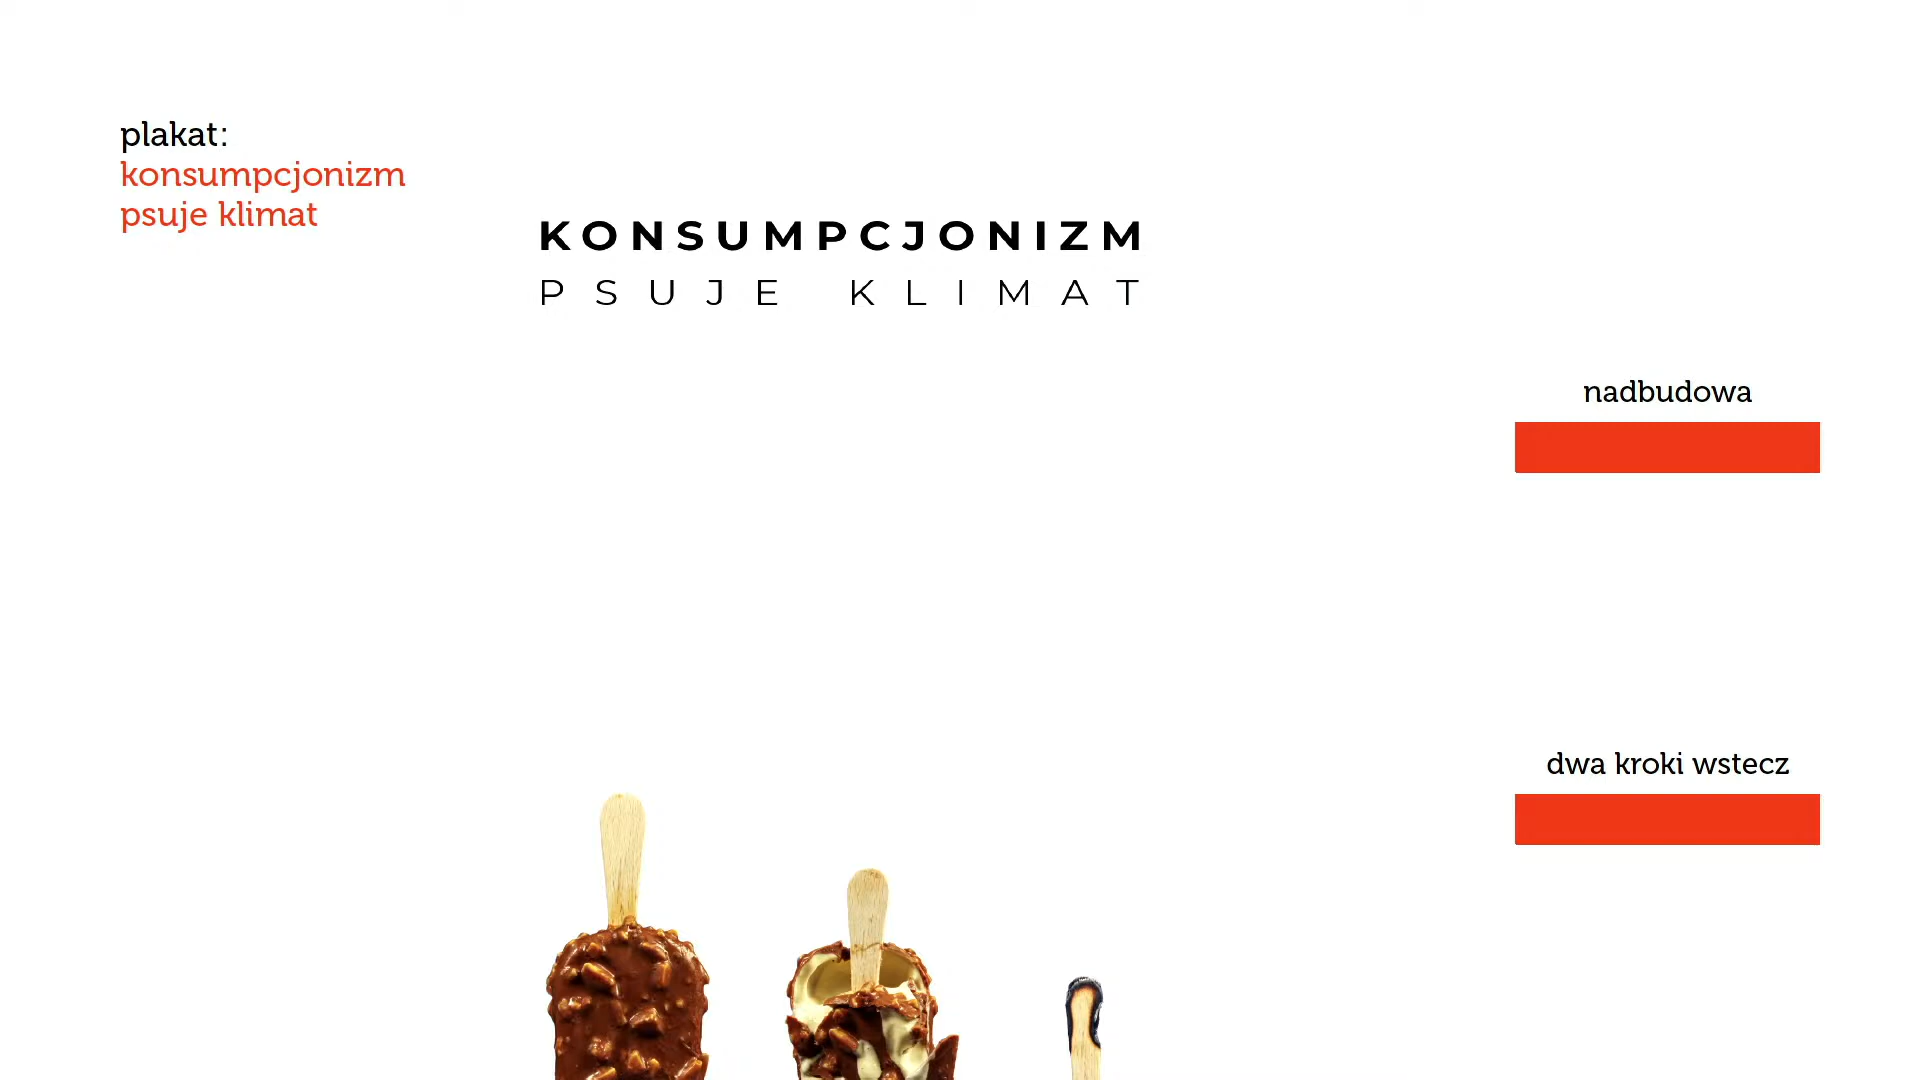 plakat:
konsumpcjonizm
psuje klimat
KONSUMPCJONIZM
PSUJE KLIMAT
nadbudowa
dwa kroki wstecz